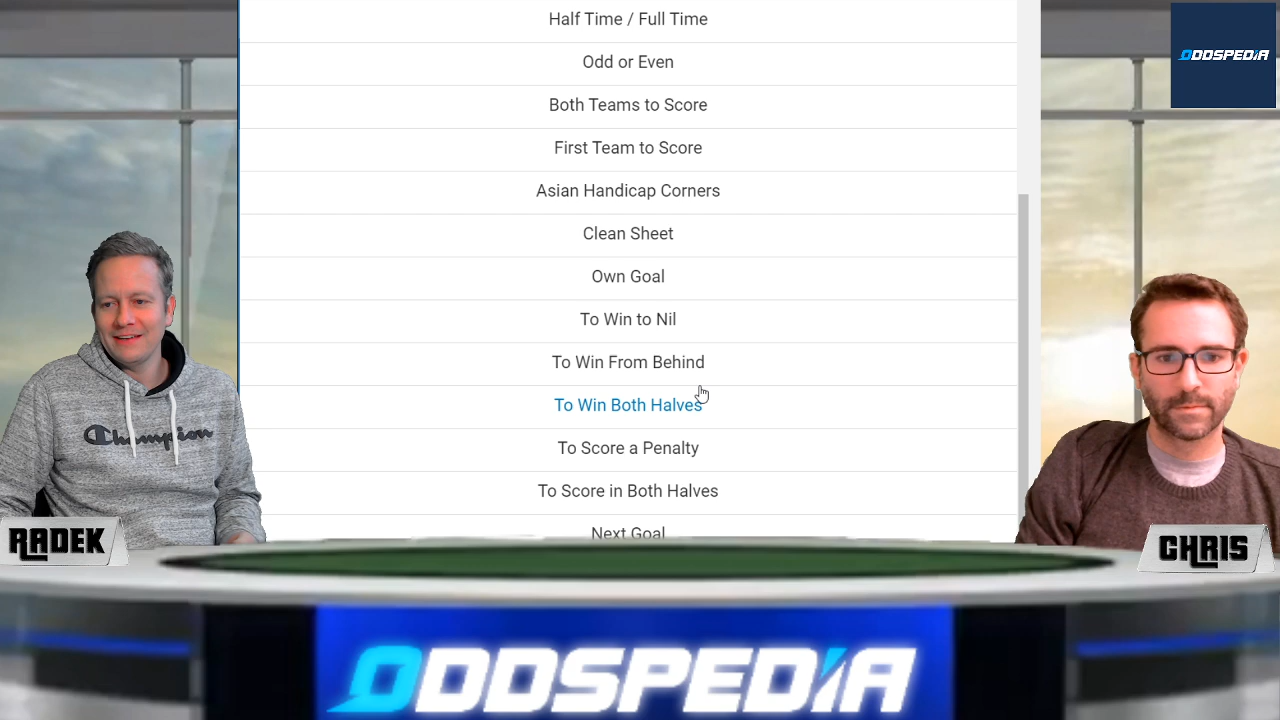 Half Time / Full Time
ODDSPEDIA
Odd or Even
Both Teams to Score
First Team to Score
Asian Handicap Corners
Clean Sheet
Own Goal
To Win to Nil
To Win From Behind
To Win Both Halves
Champion
To Score a Penalty
To Score in Both Halves
Next Goal
RADEK
CHRIS
ODDSPEDIA